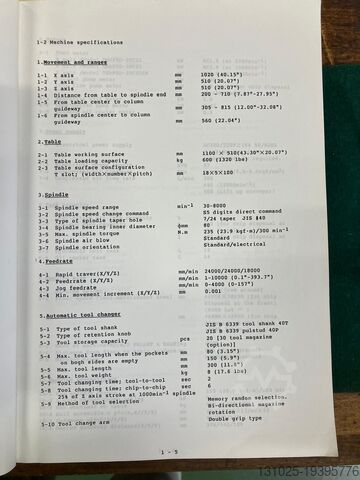 1-2 Machine specifications
1.Movement and ranges
1-1 X axis mm 1020 (40.15")
1-2 Y axis mm 510 (20.07")
1-3 Z axis mm 510 (20.07")
1-4 Distance from table to spindle end mm 200 - 710 (7.87"-27.95")
1-5 From table center to column
guideway mm 305 - 815 (12.00"-32.08")
1-6 From spindle center to column
guideway mm 560 (22.04")
2.Table
2-1 Table working surface mm 1100 × 510(43.30"×20.07")
2-2 Table loading capacity kg 600 (1320 lbs)
2-3 Table surface configuration
T slot; (width×number×pitch) mm 18×5×100
3.Spindle
3-1 Spindle speed range min⁻¹ 30-8000
3-2 Spindle speed change command S5 digits direct command
3-3 Type of spindle taper hole 7/24 taper JIS #40
3-4 Spindle bearing inner diameter ϕmm 80
3-5 Max. spindle torque N.m 235 (23.9 kgf-m)/300 min⁻¹
3-6 Spindle air blow Standard
3-7 Spindle orientation Standard/electrical
4.Feedrate
4-1 Rapid traver(X/Y/Z) mm/min 24000/24000/18000
4-2 Feedrrate (X/Y/Z) mm/min 1-10000 (0.1"-393.7")
4-3 Jog feedrate mm/min 0-4000 (0-157")
4-4 Min. movement increment (X/Y/Z) mm 0.001
5.Automatic tool changer
5-1 Type of tool shank JIS B 6339 tool shank 40T
5-2 Type of retention knob JIS B 6339 pulstud 40P
5-3 Tool storage capacity pcs 20 [30 tool magazine
(option)]
5-4 Max. tool length when the pockets mm 80 (3.15")
on bogh sides are empty mm 150 (5.9")
5-5 Max. tool length mm 300 (11.8")
5-6 Max. tool weight kg 8 (17.6 lbs)
5-7 Tool changing time; tool-to-tool sec 2
5-8 Tool changing time; chip-to-chip sec 6
25% of Z axis stroke at 1000min⁻¹ spindle
5-9 Method of tool selection Memory randon selection.
Bi-directional magazine
rotation
5-10 Tool change arm Double grip type
1 - 5
131025-19395776